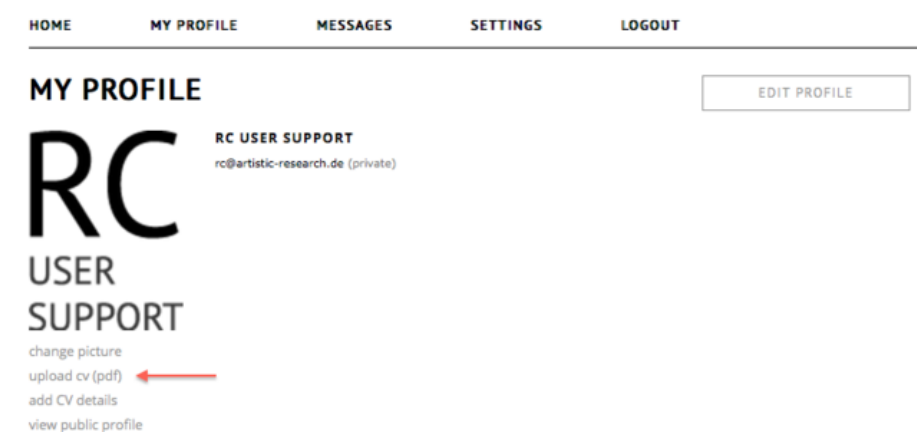 HOME MY PROFILE MESSAGES SETTINGS LOGOUT
MY PROFILE
EDIT PROFILE
RC
USER
SUPPORT
RC USER SUPPORT
rc@artistic-research.de (private)
change picture
upload cv (pdf)
add CV details
view public profile